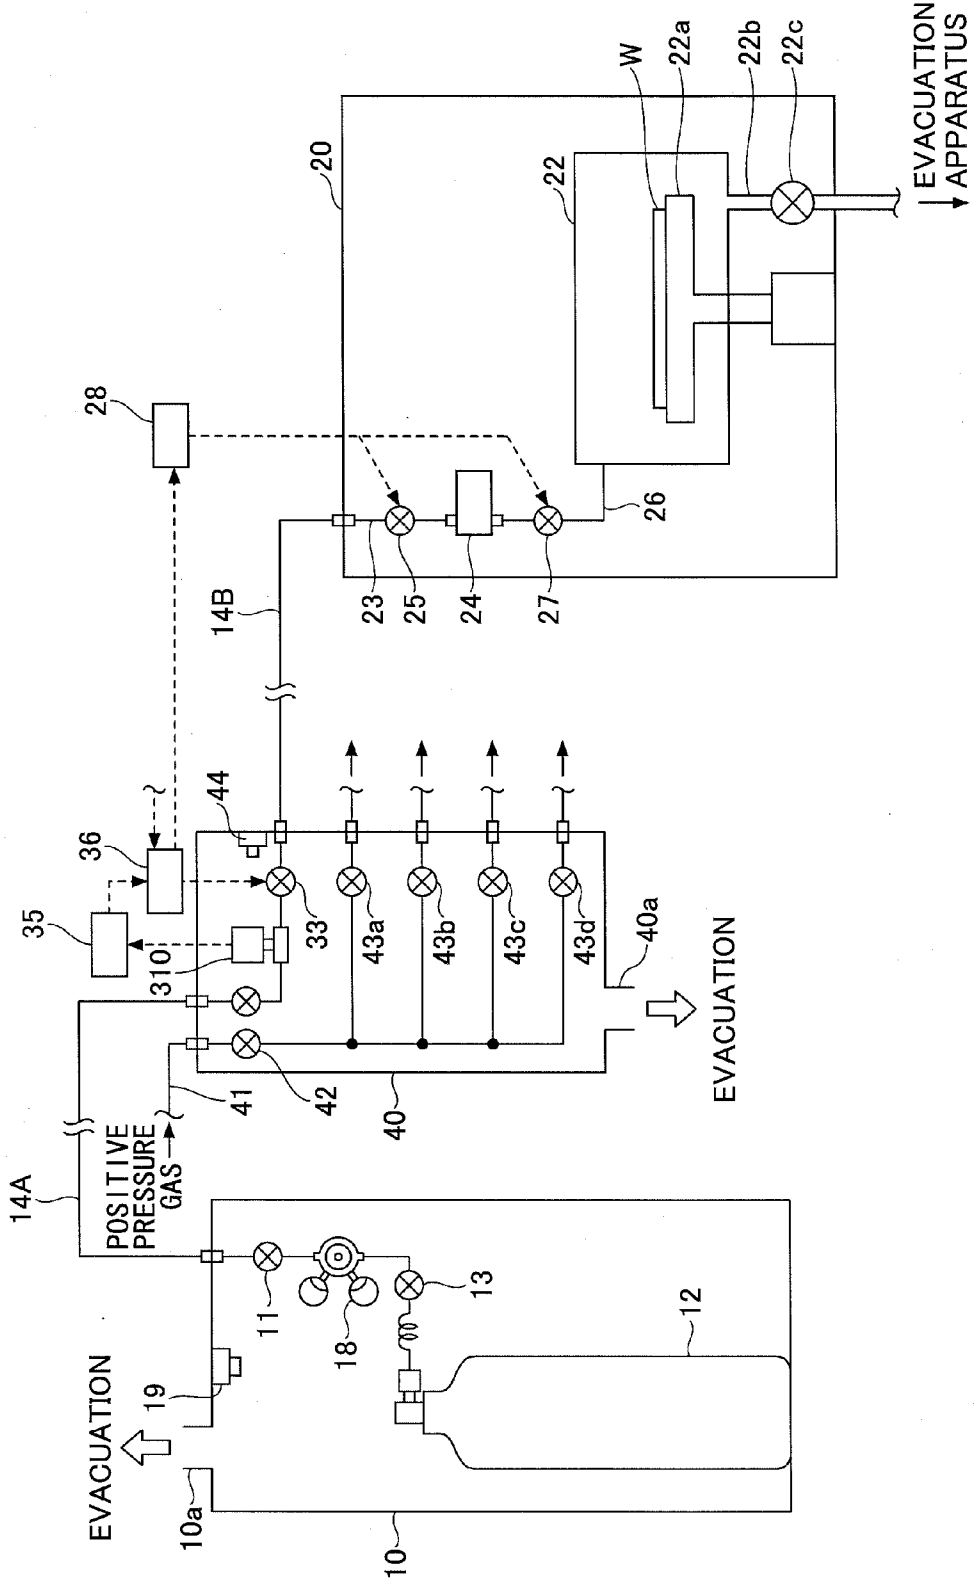 EVACUATION
10a
10
19
11
18
13
12
14A
POSITIVE
PRESSURE
GAS
41
42
40
35
36
310
44
33
43a
43b
43c
43d
40a
EVACUATION
28
14B
20
23
25
24
27
26
22
W
22a
22b
22c
EVACUATION
APPARATUS